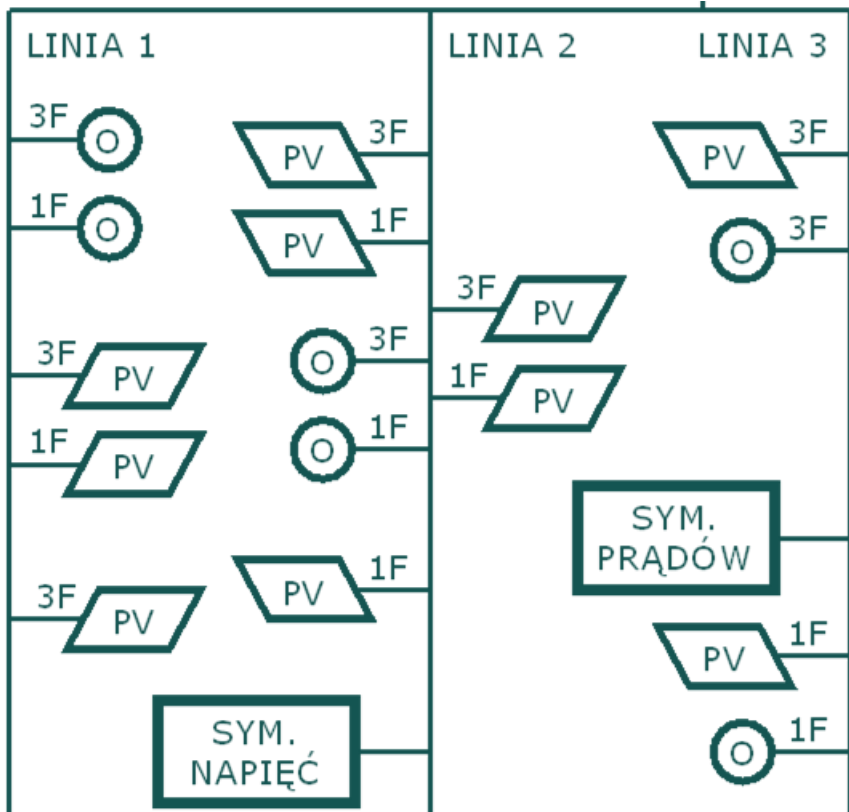 LINIA 1
LINIA 2
LINIA 3
3F O
PV 3F
PV 3F
1F O
PV 1F
O 3F
3F PV
3F PV
O 3F
1F PV
1F PV
O 1F
SYM.
PRĄDÓW
PV 1F
3F PV
PV 1F
SYM.
NAPIĘĆ
O 1F